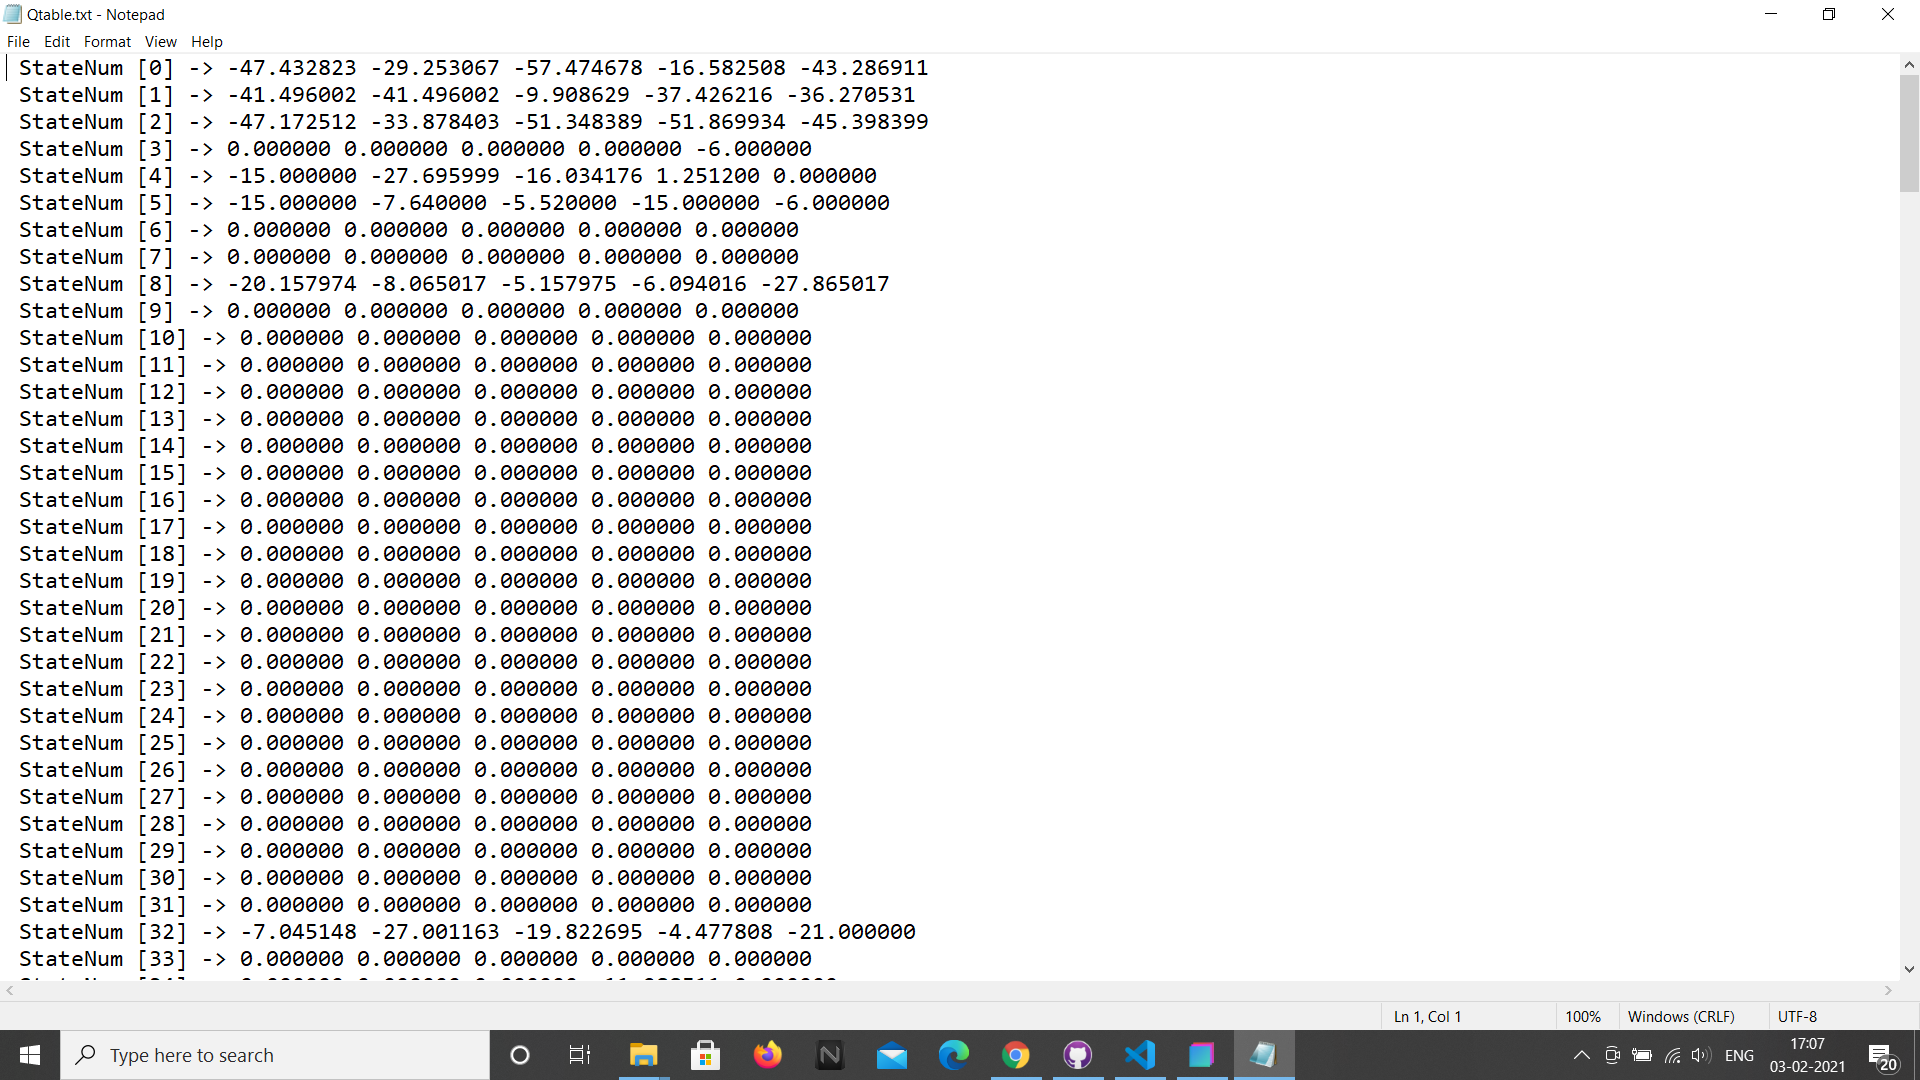 Qtable.txt - Notepad
File Edit Format View Help
StateNum [0] -> -47.432823 -29.253067 -57.474678 -16.582508 -43.286911
StateNum [1] -> -41.496002 -41.496002 -9.908629 -37.426216 -36.270531
StateNum [2] -> -47.172512 -33.878403 -51.348389 -51.869934 -45.398399
StateNum [3] -> 0.000000 0.000000 0.000000 0.000000 -6.000000
StateNum [4] -> -15.000000 -27.695999 -16.034176 1.251200 0.000000
StateNum [5] -> -15.000000 -7.640000 -5.520000 -15.000000 -6.000000
StateNum [6] -> 0.000000 0.000000 0.000000 0.000000 0.000000
StateNum [7] -> 0.000000 0.000000 0.000000 0.000000 0.000000
StateNum [8] -> -20.157974 -8.065017 -5.157975 -6.094016 -27.865017
StateNum [9] -> 0.000000 0.000000 0.000000 0.000000 0.000000
StateNum [10] -> 0.000000 0.000000 0.000000 0.000000 0.000000
StateNum [11] -> 0.000000 0.000000 0.000000 0.000000 0.000000
StateNum [12] -> 0.000000 0.000000 0.000000 0.000000 0.000000
StateNum [13] -> 0.000000 0.000000 0.000000 0.000000 0.000000
StateNum [14] -> 0.000000 0.000000 0.000000 0.000000 0.000000
StateNum [15] -> 0.000000 0.000000 0.000000 0.000000 0.000000
StateNum [16] -> 0.000000 0.000000 0.000000 0.000000 0.000000
StateNum [17] -> 0.000000 0.000000 0.000000 0.000000 0.000000
StateNum [18] -> 0.000000 0.000000 0.000000 0.000000 0.000000
StateNum [19] -> 0.000000 0.000000 0.000000 0.000000 0.000000
StateNum [20] -> 0.000000 0.000000 0.000000 0.000000 0.000000
StateNum [21] -> 0.000000 0.000000 0.000000 0.000000 0.000000
StateNum [22] -> 0.000000 0.000000 0.000000 0.000000 0.000000
StateNum [23] -> 0.000000 0.000000 0.000000 0.000000 0.000000
StateNum [24] -> 0.000000 0.000000 0.000000 0.000000 0.000000
StateNum [25] -> 0.000000 0.000000 0.000000 0.000000 0.000000
StateNum [26] -> 0.000000 0.000000 0.000000 0.000000 0.000000
StateNum [27] -> 0.000000 0.000000 0.000000 0.000000 0.000000
StateNum [28] -> 0.000000 0.000000 0.000000 0.000000 0.000000
StateNum [29] -> 0.000000 0.000000 0.000000 0.000000 0.000000
StateNum [30] -> 0.000000 0.000000 0.000000 0.000000 0.000000
StateNum [31] -> 0.000000 0.000000 0.000000 0.000000 0.000000
StateNum [32] -> -7.045148 -27.001163 -19.822695 -4.477808 -21.000000
StateNum [33] -> 0.000000 0.000000 0.000000 0.000000 0.000000
Ln 1, Col 1 100% Windows (CRLF) UTF-8
Type here to search
N
ENG
17:07
03-02-2021
20